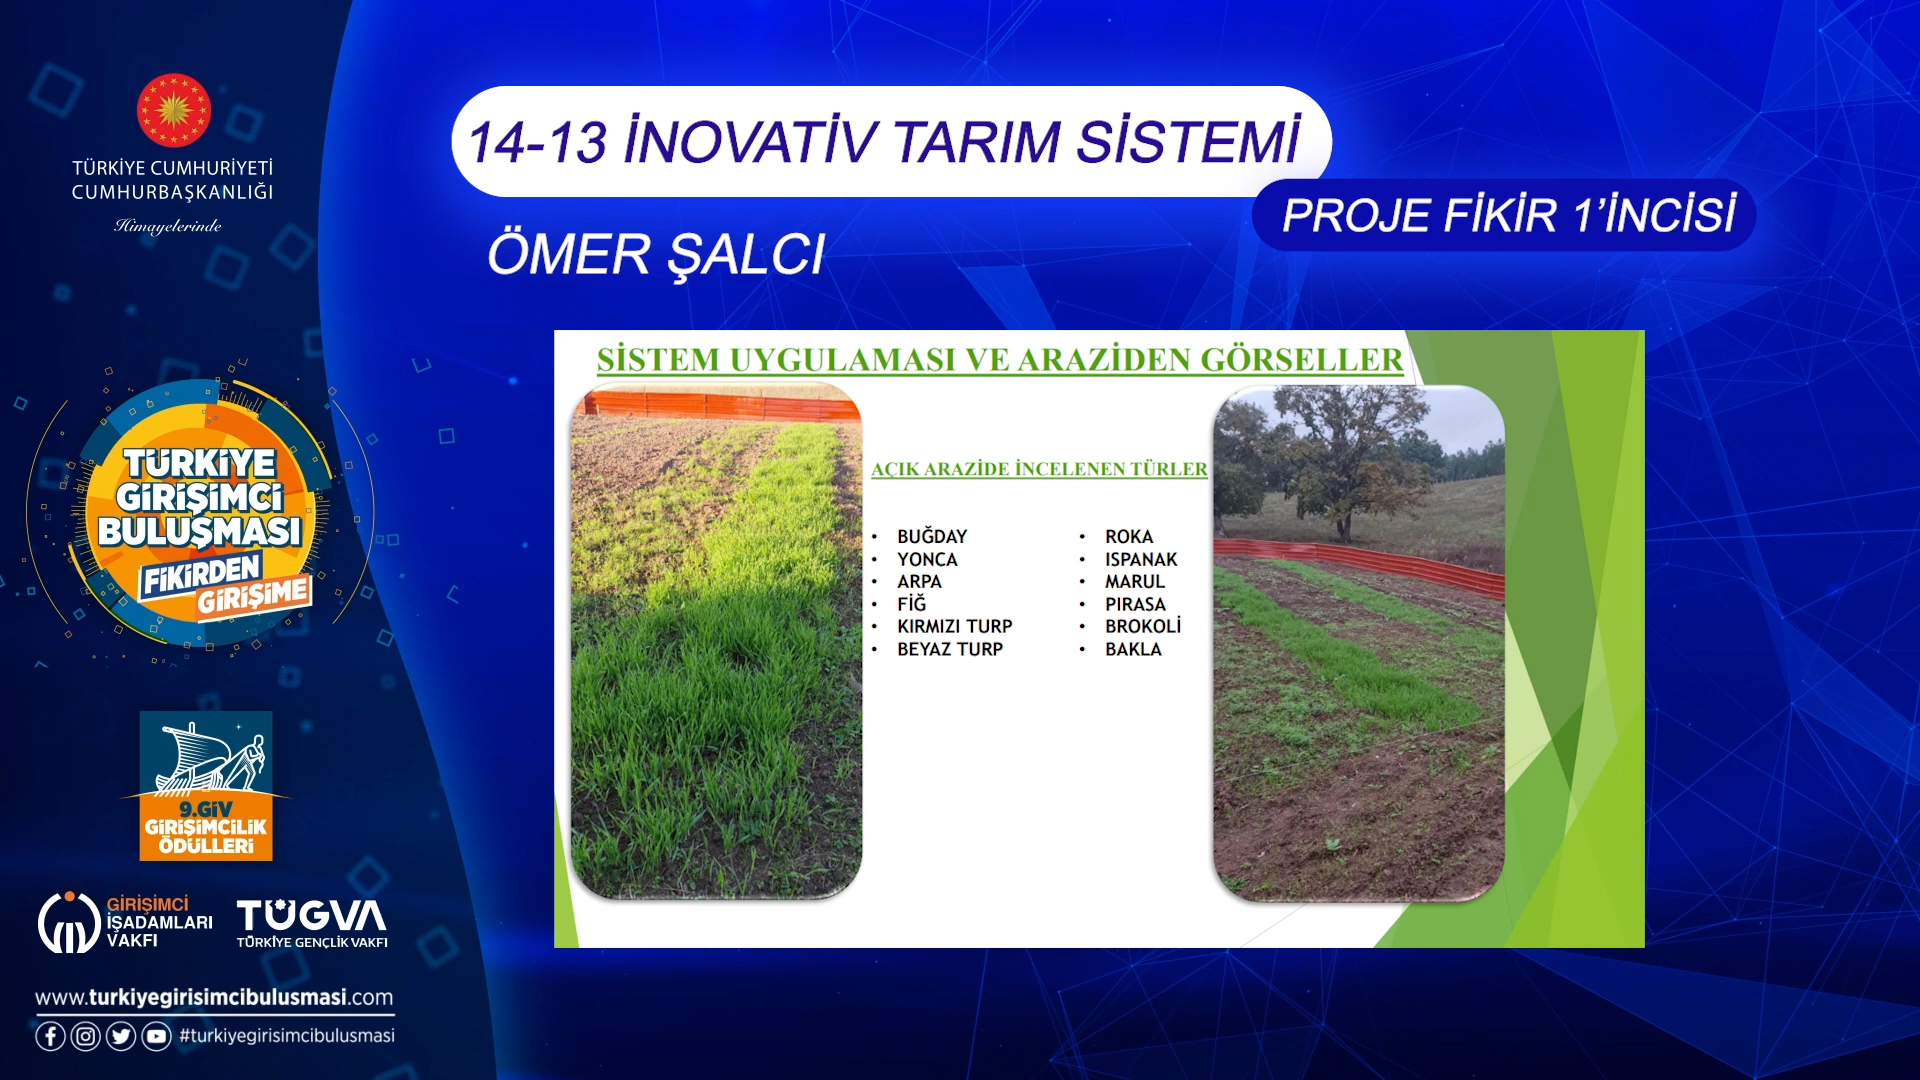 TÜRKİYE CUMHURİYETİ
CUMHURBAŞKANLIĞI
Himayelerinde
TÜRKİYE
GİRİŞİMCİ
BULUŞMASI
FİKİRDEN
GİRİŞİME
9.GİV
GİRİŞİMCİLİK
ÖDÜLLERİ
GİRİŞİMCİ
İŞADAMLARI
VAKFI
TÜGVA
TÜRKİYE GENÇLİK VAKFI
www.turkiyegirisimcibulusmasi.com
#turkiyegirisimcibulusmasi
14-13 İNOVATİV TARIM SİSTEMİ
PROJE FİKİR 1’İNCİSİ
ÖMER ŞALCI
SİSTEM UYGULAMASI VE ARAZİDEN GÖRSELLER
AÇIK ARAZİDE İNCELENEN TÜRLER
• BUĞDAY
• YONCA
• ARPA
• FİĞ
• KIRMIZI TURP
• BEYAZ TURP
• ROKA
• ISPANAK
• MARUL
• PIRASA
• BROKOLİ
• BAKLA